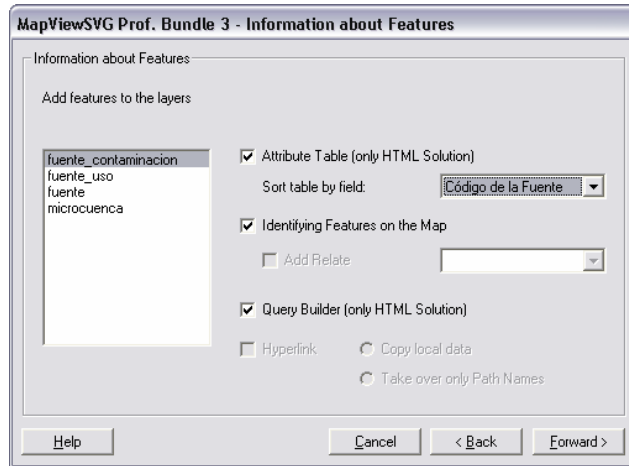 MapViewSVG Prof. Bundle 3 - Information about Features
Information about Features
Add features to the layers
fuente_contaminacion
fuente_uso
fuente
microcuenca
Attribute Table (only HTML Solution)
Sort table by field:
Código de la Fuente
Identifying Features on the Map
Add Relate
Query Builder (only HTML Solution)
Hyperlink
Copy local data
Take over only Path Names
Help
Cancel
< Back
Forward >